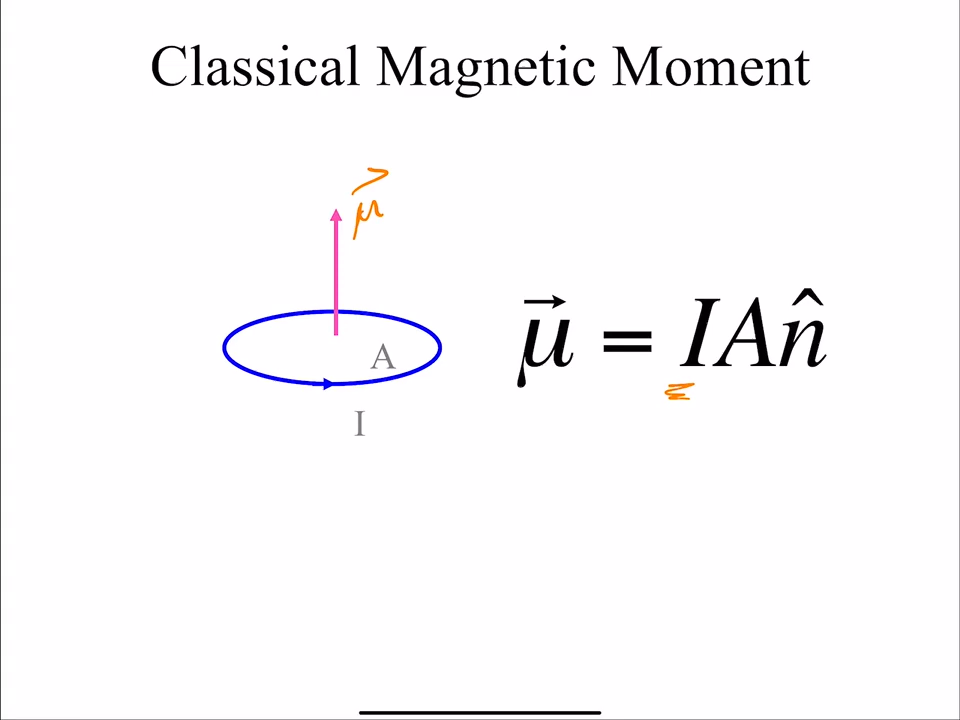 Classical Magnetic Moment
μ⃗
μ⃗ = IAn̂
A
I